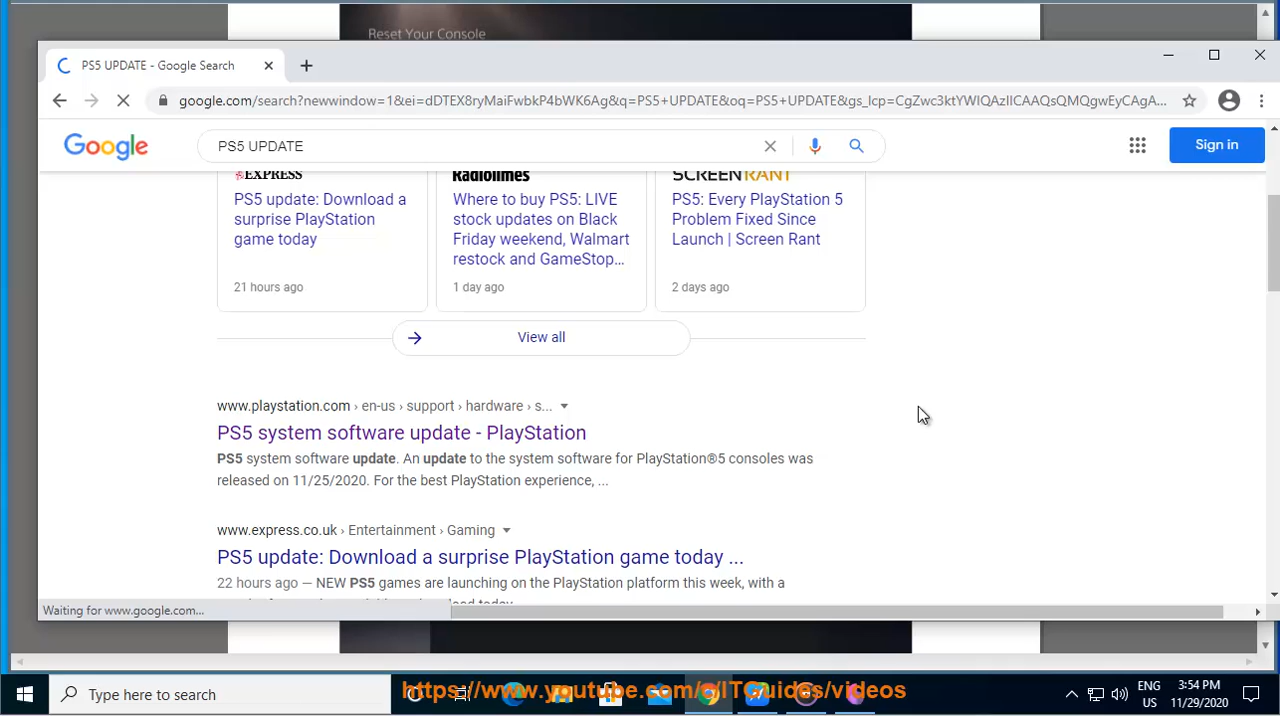 Reset Your Console
PS5 UPDATE - Google Search
google.com/search?newwindow=1&ei=dDTEX8ryMaiFwbkP4bWK6Ag&q=PS5+UPDATE&oq=PS5+UPDATE&gs_lcp=CgZwc3ktYWIQAzIICAAQsQMQgwEyCAgA...
Google
PS5 UPDATE
Sign in
EXPRESS
PS5 update: Download a
surprise PlayStation
game today
21 hours ago
RadioTimes
Where to buy PS5: LIVE
stock updates on Black
Friday weekend, Walmart
restock and GameStop...
1 day ago
SCREENRANT
PS5: Every PlayStation 5
Problem Fixed Since
Launch | Screen Rant
2 days ago
View all
www.playstation.com › en-us › support › hardware › s...
PS5 system software update - PlayStation
PS5 system software update. An update to the system software for PlayStation®5 consoles was
released on 11/25/2020. For the best PlayStation experience, ...
www.express.co.uk › Entertainment › Gaming
PS5 update: Download a surprise PlayStation game today ...
22 hours ago — NEW PS5 games are launching on the PlayStation platform this week, with a
Waiting for www.google.com...
Type here to search
https://www.youtube.com/c/ITGuides/videos
ENG
US
3:54 PM
11/29/2020